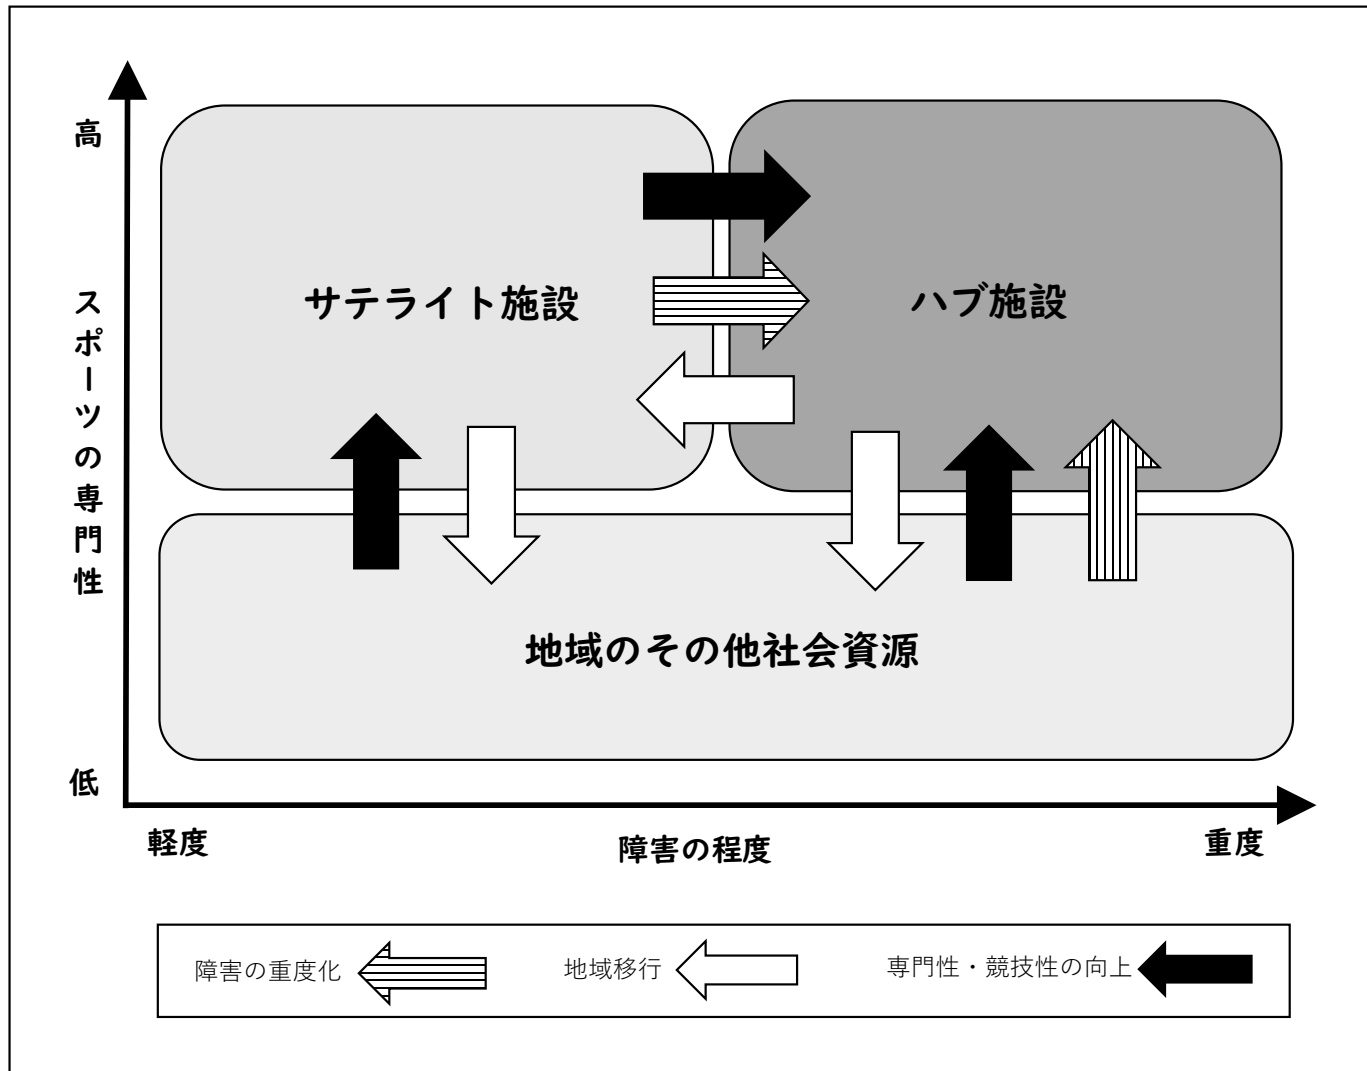 高
スポーツの専門性
低
サテライト施設
ハブ施設
地域のその他社会資源
軽度
障害の程度
重度
障害の重度化
地域移行
専門性・競技性の向上